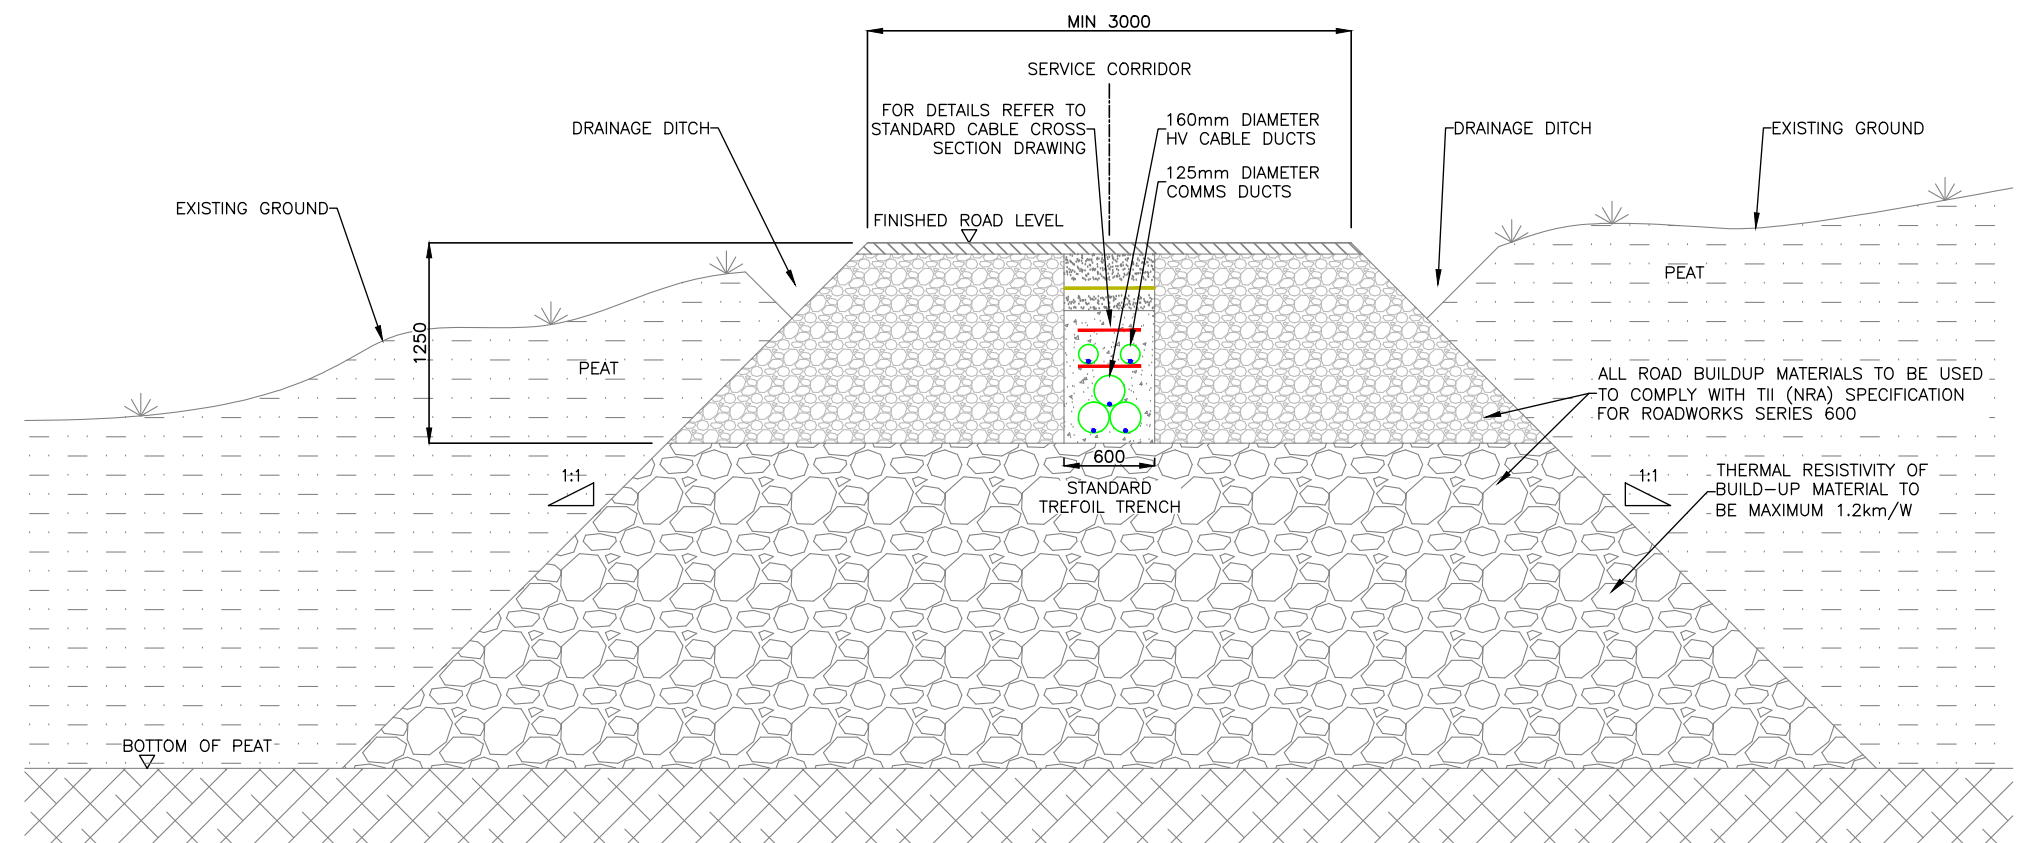 MIN 3000
SERVICE CORRIDOR
FOR DETAILS REFER TO
STANDARD CABLE CROSS
SECTION DRAWING
160mm DIAMETER
HV CABLE DUCTS
125mm DIAMETER
COMMS DUCTS
DRAINAGE DITCH
DRAINAGE DITCH
EXISTING GROUND
EXISTING GROUND
FINISHED ROAD LEVEL
PEAT
1250
PEAT
ALL ROAD BUILDUP MATERIALS TO BE USED
TO COMPLY WITH TII (NRA) SPECIFICATION
FOR ROADWORKS SERIES 600
600
STANDARD
TREFOIL TRENCH
1:1
1:1
THERMAL RESISTIVITY OF
BUILD-UP MATERIAL TO
BE MAXIMUM 1.2km/W
BOTTOM OF PEAT